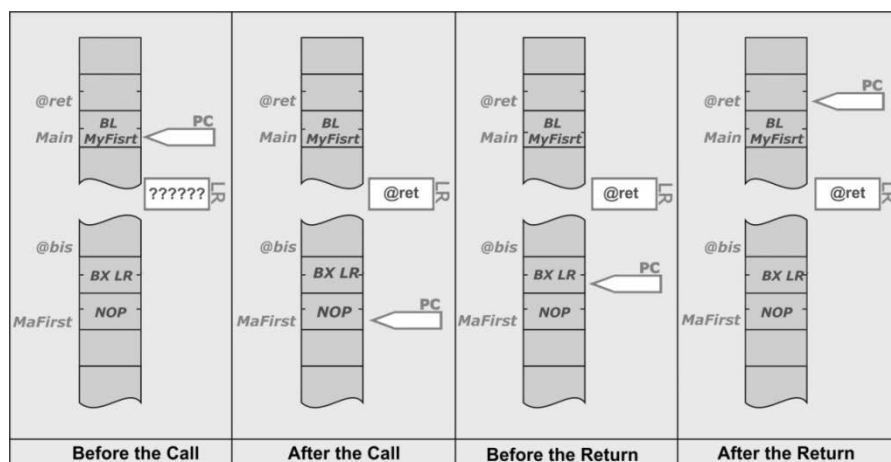 @ret
BL
MyFisrt
PC
Main
??????
LR
@bis
BX LR
NOP
MaFirst
Before the Call
@ret
BL
MyFisrt
Main
@ret
LR
@bis
BX LR
NOP
PC
MaFirst
After the Call
@ret
BL
MyFisrt
Main
@ret
LR
@bis
BX LR
PC
NOP
MaFirst
Before the Return
PC
@ret
BL
MyFisrt
Main
@ret
LR
@bis
BX LR
NOP
MaFirst
After the Return